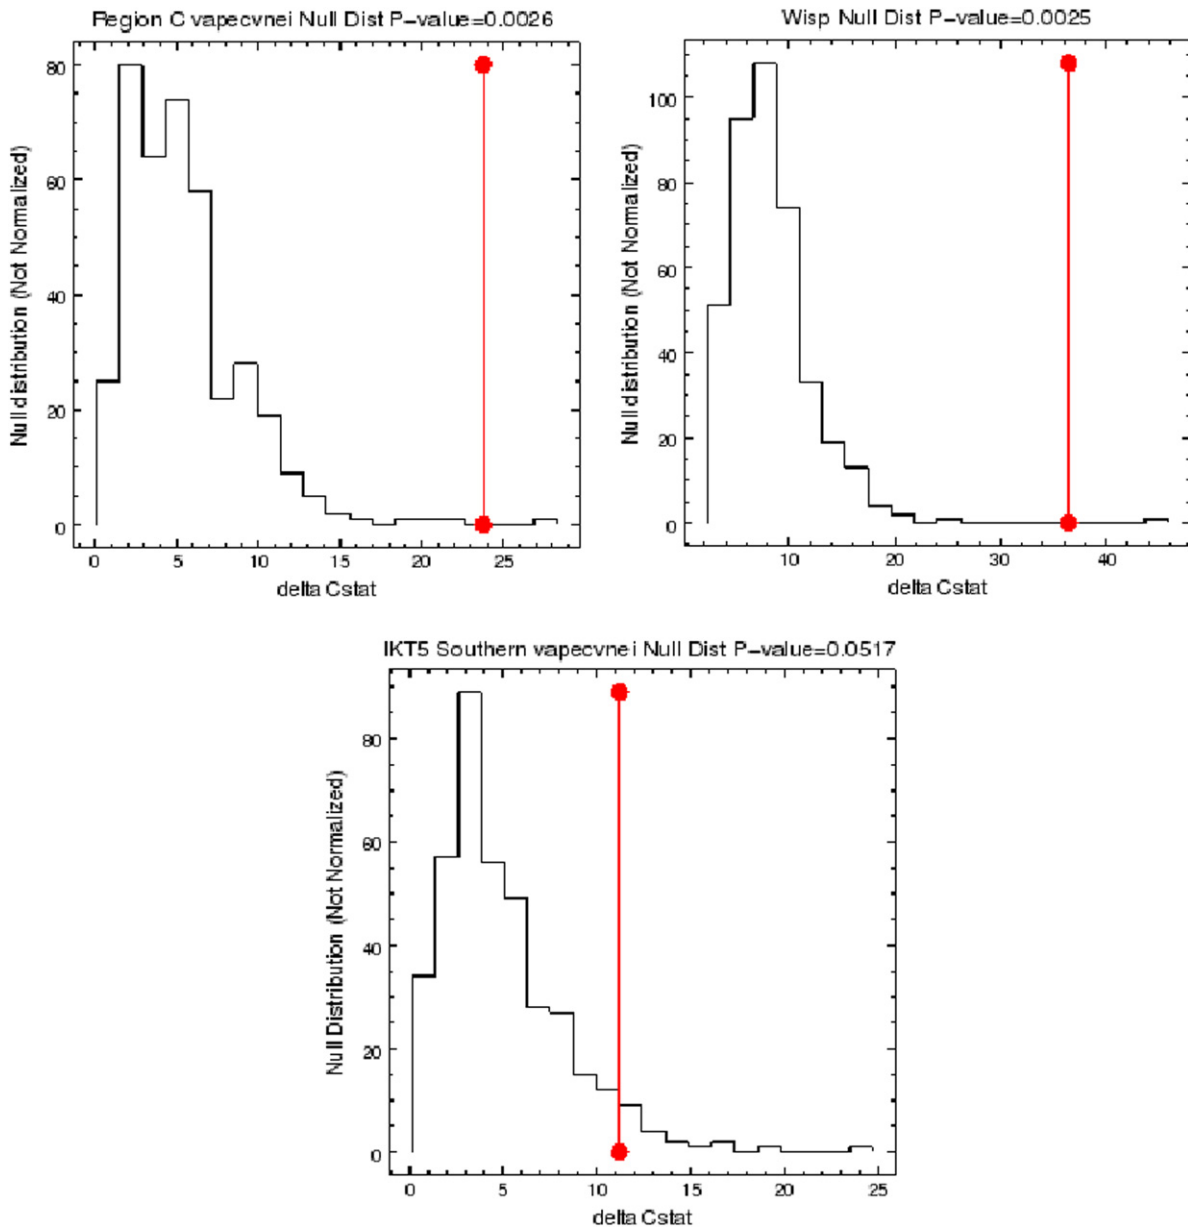 Region C vapecvnei Null Dist P-value=0.0026
Null distribution (Not Normalized)
80
60
40
20
0
0 5 10 15 20 25
delta Cstat
Wisp Null Dist P-value=0.0025
Null distribution (Not Normalized)
100
80
60
40
20
0
10 20 30 40
delta Cstat
IKT5 Southern vapecvnei Null Dist P-value=0.0517
Null Distribution (Not Normalized)
80
60
40
20
0
0 5 10 15 20 25
delta Cstat